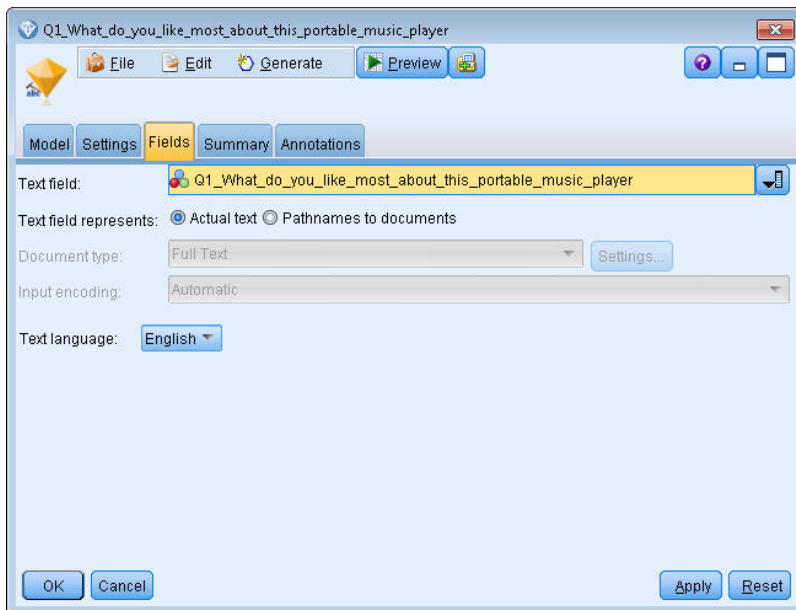 Q1_What_do_you_like_most_about_this_portable_music_player
File Edit Generate Preview
abc
Model Settings Fields Summary Annotations
Text field: Q1_What_do_you_like_most_about_this_portable_music_player
Text field represents: Actual text Pathnames to documents
Document type: Full Text Settings...
Input encoding: Automatic
Text language: English
OK Cancel Apply Reset